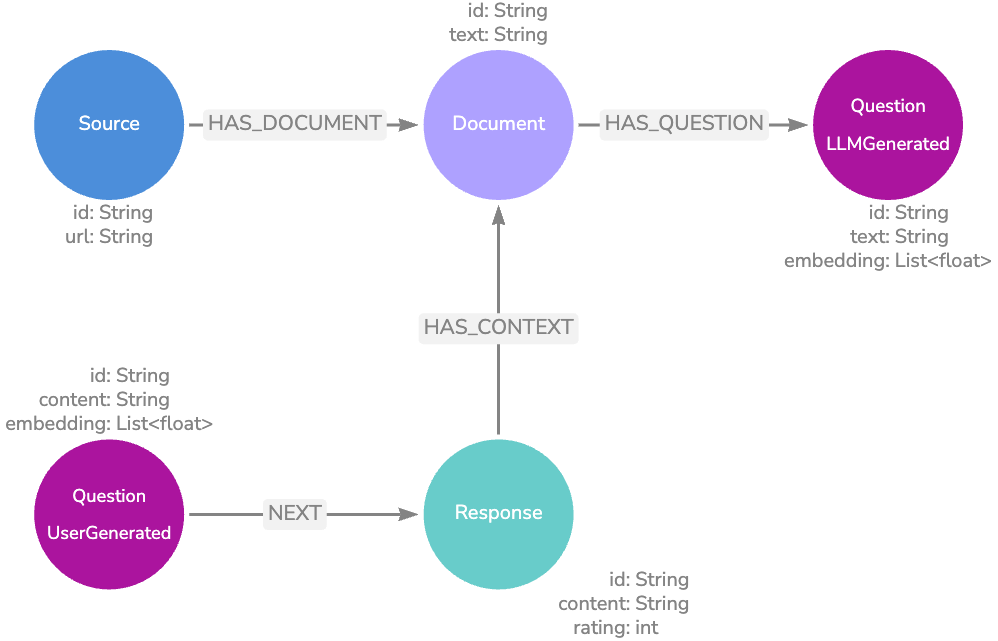 id: String
text: String
Source
HAS_DOCUMENT
Document
HAS_QUESTION
Question
LLMGenerated
id: String
url: String
id: String
text: String
embedding: List<float>
HAS_CONTEXT
id: String
content: String
embedding: List<float>
Question
UserGenerated
NEXT
Response
id: String
content: String
rating: int